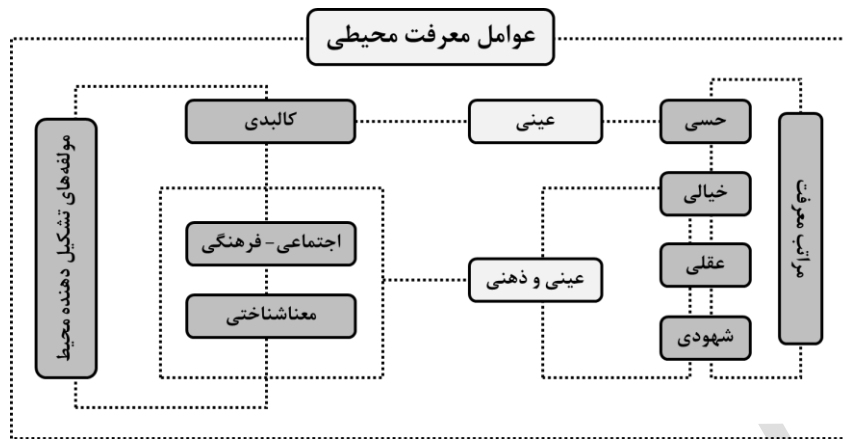 عوامل معرفت محیطی
مراتب معرفت
حسی
خیالی
عقلی
شهودی
عینی
عینی و ذهنی
کالبدی
اجتماعی - فرهنگی
معناشناختی
مولفه‌های تشکیل دهنده محیط